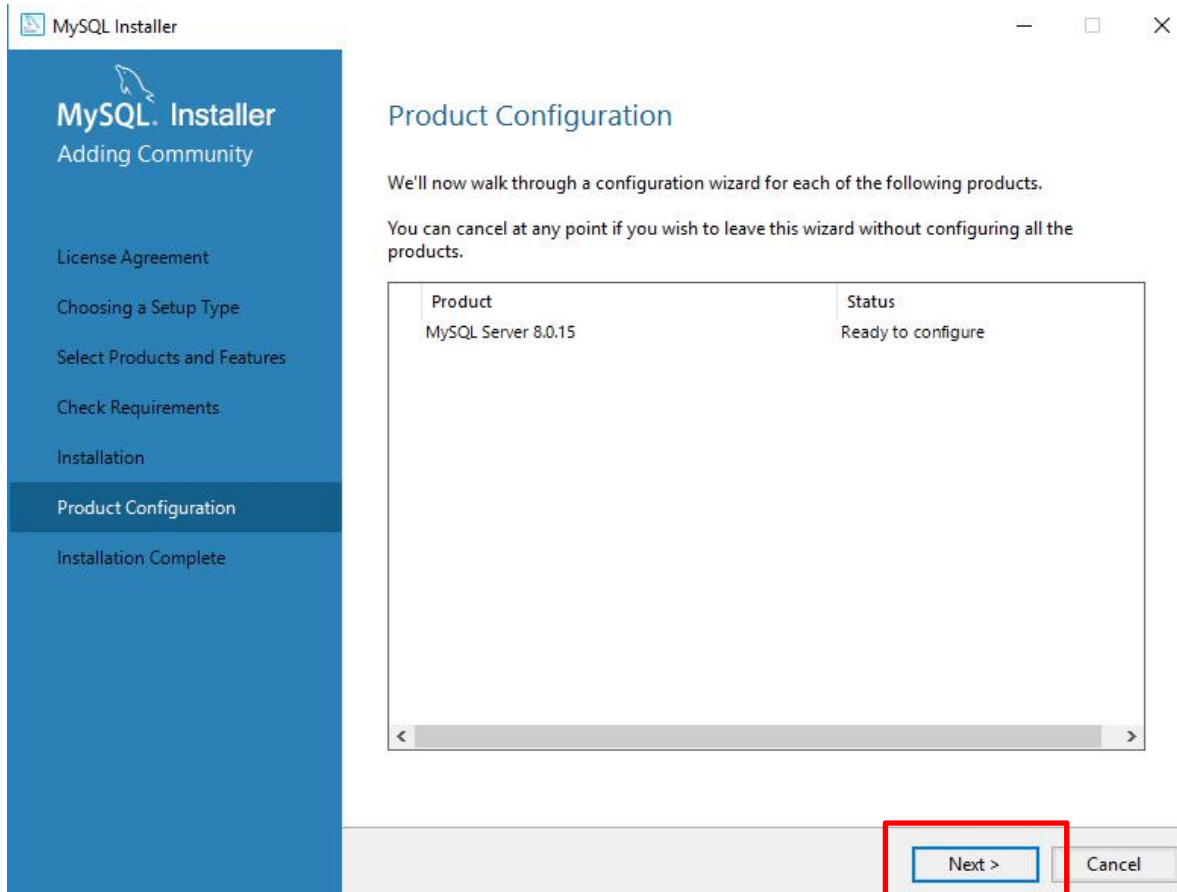 MySQL Installer
MySQL. Installer
Adding Community
License Agreement
Choosing a Setup Type
Select Products and Features
Check Requirements
Installation
Product Configuration
Installation Complete
Product Configuration
We'll now walk through a configuration wizard for each of the following products.
You can cancel at any point if you wish to leave this wizard without configuring all the
products.
Product Status
MySQL Server 8.0.15 Ready to configure
Next > Cancel